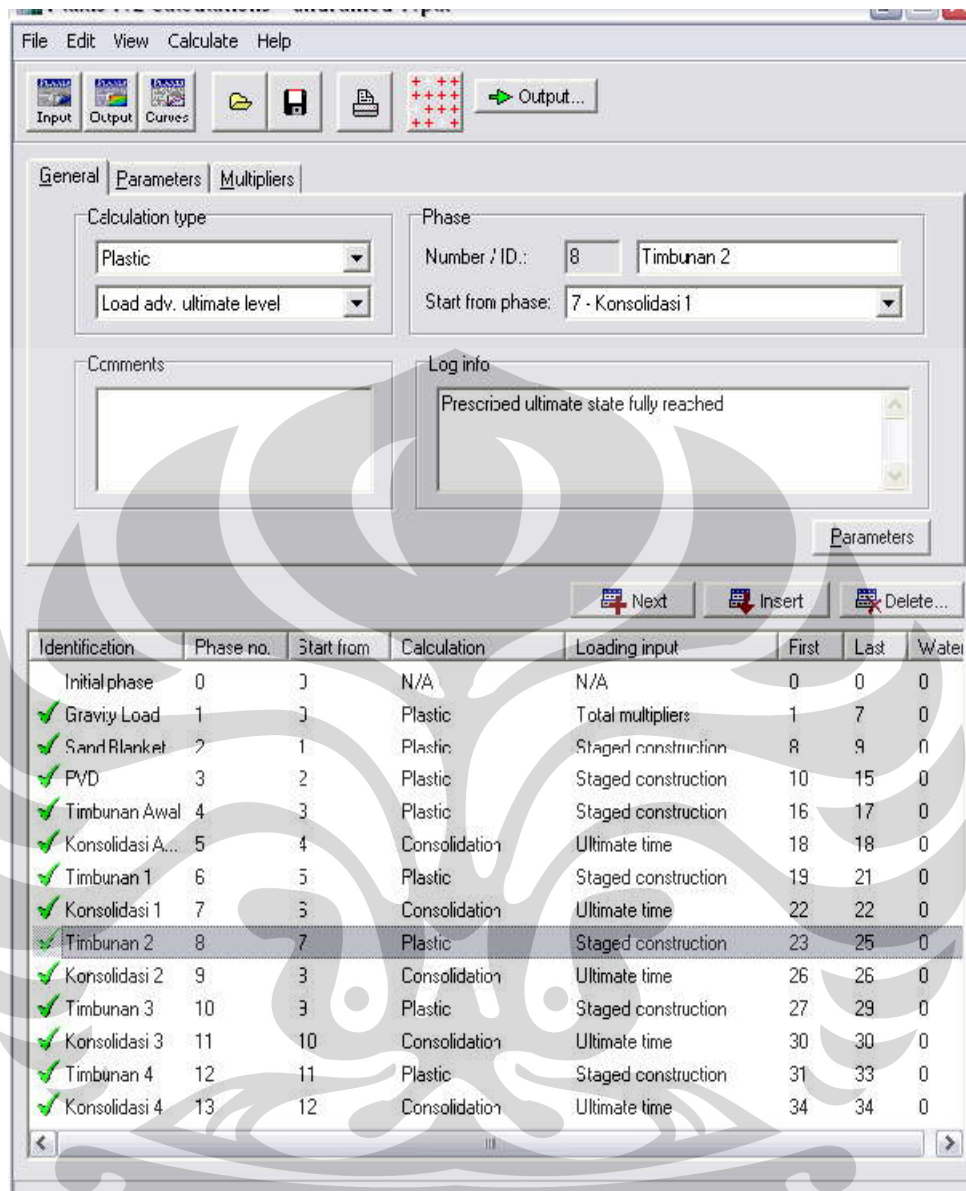 File Edit View Calculate Help
Input Output Curves Output...
General Parameters Multipliers
Calculation type
Plastic
Load adv. ultimate level
Phase
Number / ID.: 8 Timbunan 2
Start from phase: 7 - Konsolidasi 1
Comments
Log info
Prescribed ultimate state fully reached
Parameters
Next Insert Delete...
Identification Phase no. Start from Calculation Loading input First Last Water
Initial phase 0 N/A N/A 0 0 0
Gravity Load 1 Plastic Total multipliers 1 7 0
Sand Blanket 2 1 Plastic Staged construction 8 9 0
PVD 3 2 Plastic Staged construction 10 15 0
Timbunan Awal 4 3 Plastic Staged construction 16 17 0
Konsolidasi A... 5 4 Consolidation Ultimate time 18 18 0
Timbunan 1 6 5 Plastic Staged construction 19 21 0
Konsolidasi 1 7 Consolidation Ultimate time 22 22 0
Timbunan 2 8 7 Plastic Staged construction 23 25 0
Konsolidasi 2 9 Consolidation Ultimate time 26 26 0
Timbunan 3 10 Plastic Staged construction 27 29 0
Konsolidasi 3 11 10 Consolidation Ultimate time 30 30 0
Timbunan 4 12 11 Plastic Staged construction 31 33 0
Konsolidasi 4 13 12 Consolidation Ultimate time 34 34 0